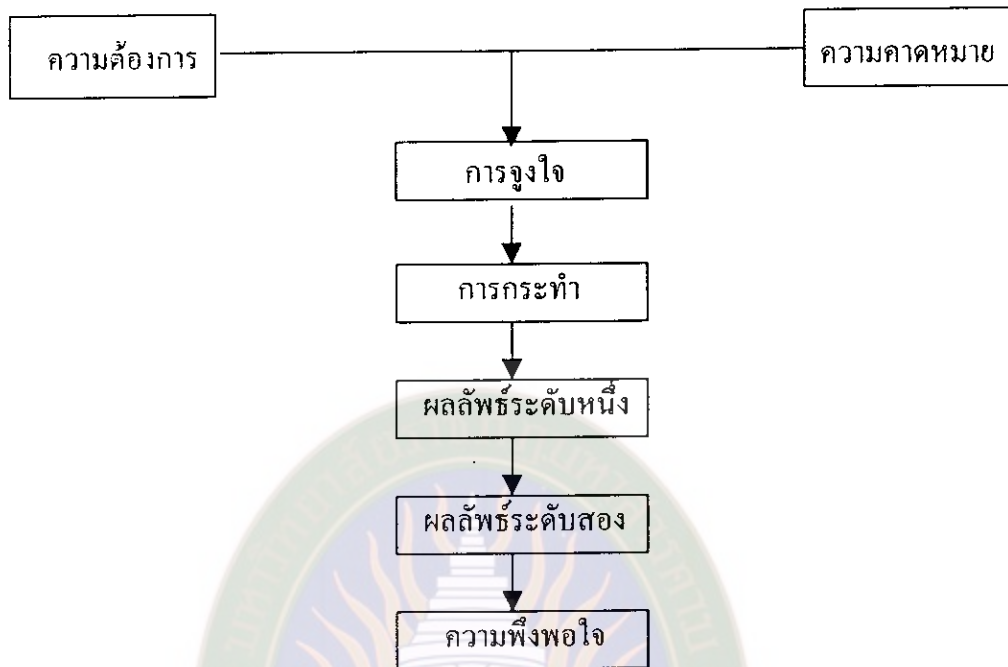 ความต้องการ
ความคาดหมาย
การจูงใจ
การกระทำ
ผลลัพธ์ระดับหนึ่ง
ผลลัพธ์ระดับสอง
ความพึงพอใจ